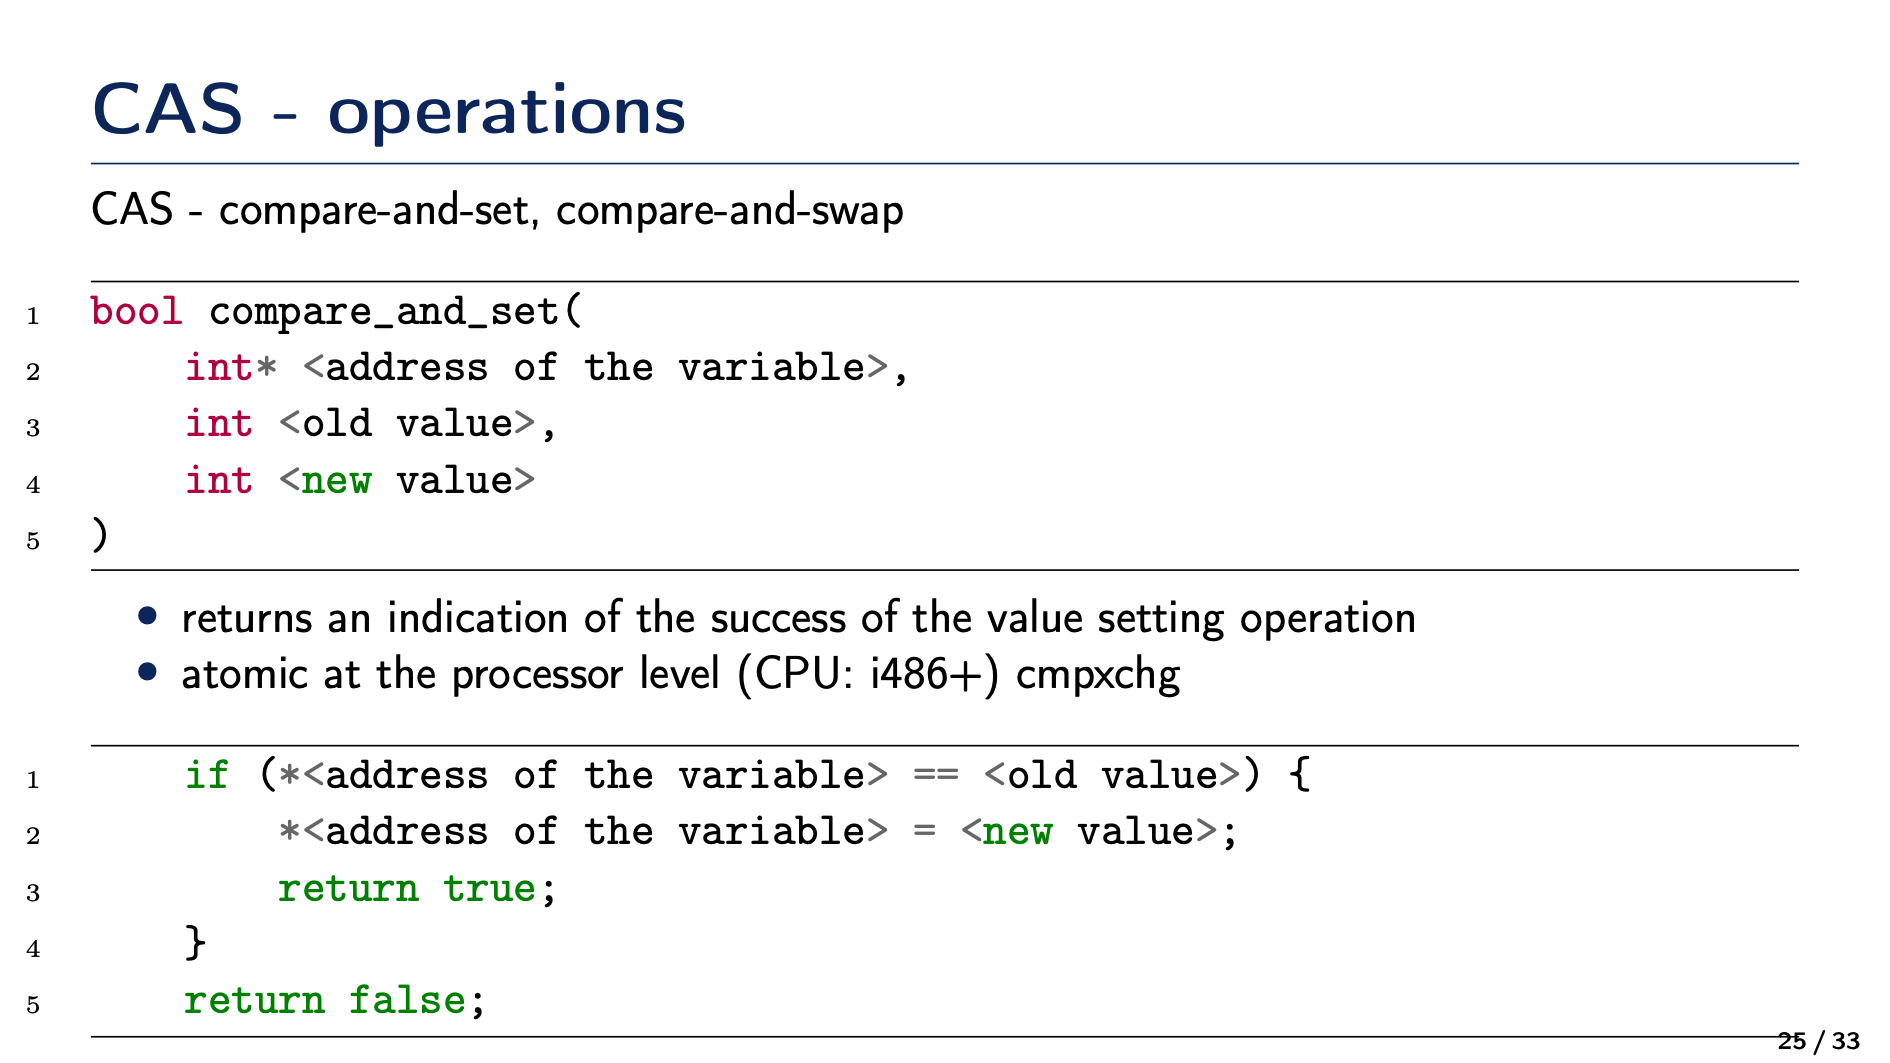 CAS - operations
CAS - compare-and-set, compare-and-swap
1 bool compare_and_set(
2     int* <address of the variable>,
3     int <old value>,
4     int <new value>
5 )
• returns an indication of the success of the value setting operation
• atomic at the processor level (CPU: i486+) cmpxchg
1     if (*<address of the variable> == <old value>) {
2         *<address of the variable> = <new value>;
3         return true;
4     }
5     return false;
25 / 33